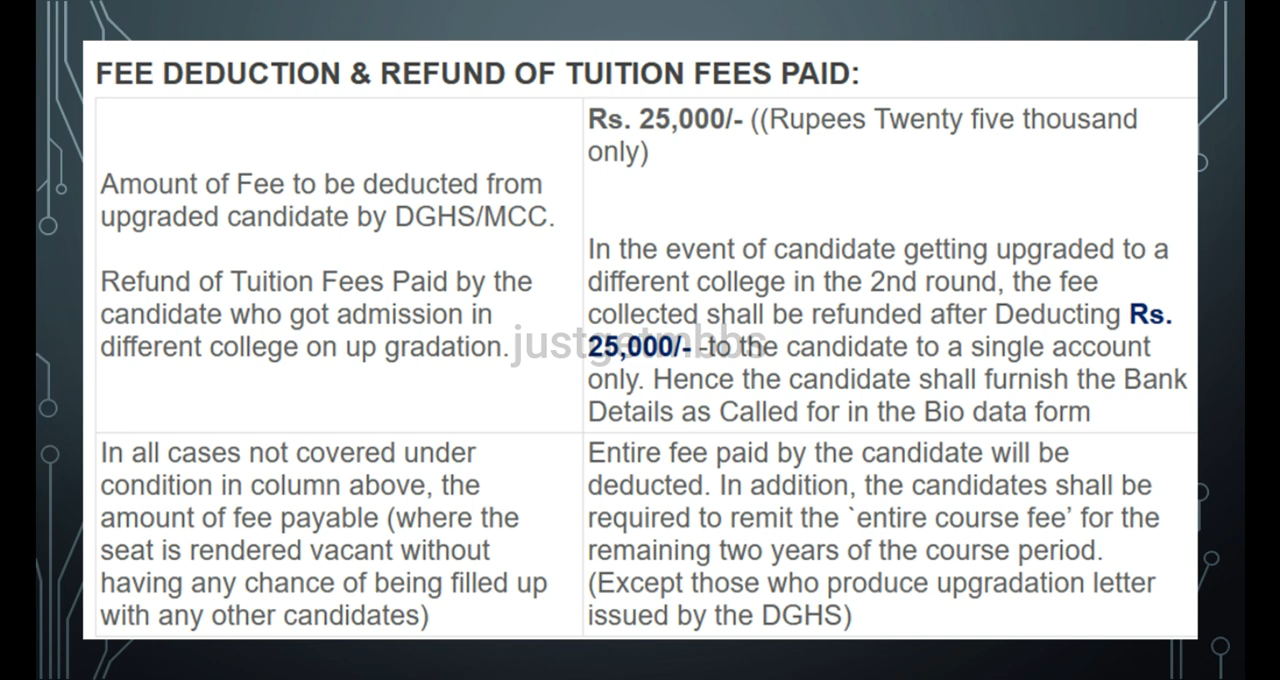 FEE DEDUCTION & REFUND OF TUITION FEES PAID:
Amount of Fee to be deducted from
upgraded candidate by DGHS/MCC.
Refund of Tuition Fees Paid by the
candidate who got admission in
different college on up gradation.
Rs. 25,000/- ((Rupees Twenty five thousand
only)
In the event of candidate getting upgraded to a
different college in the 2nd round, the fee
collected shall be refunded after Deducting Rs.
25,000/- -to the candidate to a single account
only. Hence the candidate shall furnish the Bank
Details as Called for in the Bio data form
In all cases not covered under
condition in column above, the
amount of fee payable (where the
seat is rendered vacant without
having any chance of being filled up
with any other candidates)
Entire fee paid by the candidate will be
deducted. In addition, the candidates shall be
required to remit the `entire course fee’ for the
remaining two years of the course period.
(Except those who produce upgradation letter
issued by the DGHS)
justgetmbbs